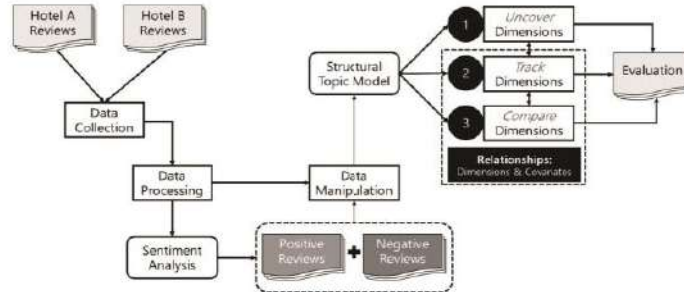 Hotel A
Reviews
Hotel B
Reviews
Data
Collection
Data
Processing
Sentiment
Analysis
Data
Manipulation
Positive
Reviews
+
Negative
Reviews
Structural
Topic Model
1
Uncover
Dimensions
2
Track
Dimensions
3
Compare
Dimensions
Relationships:
Dimensions & Covariates
Evaluation